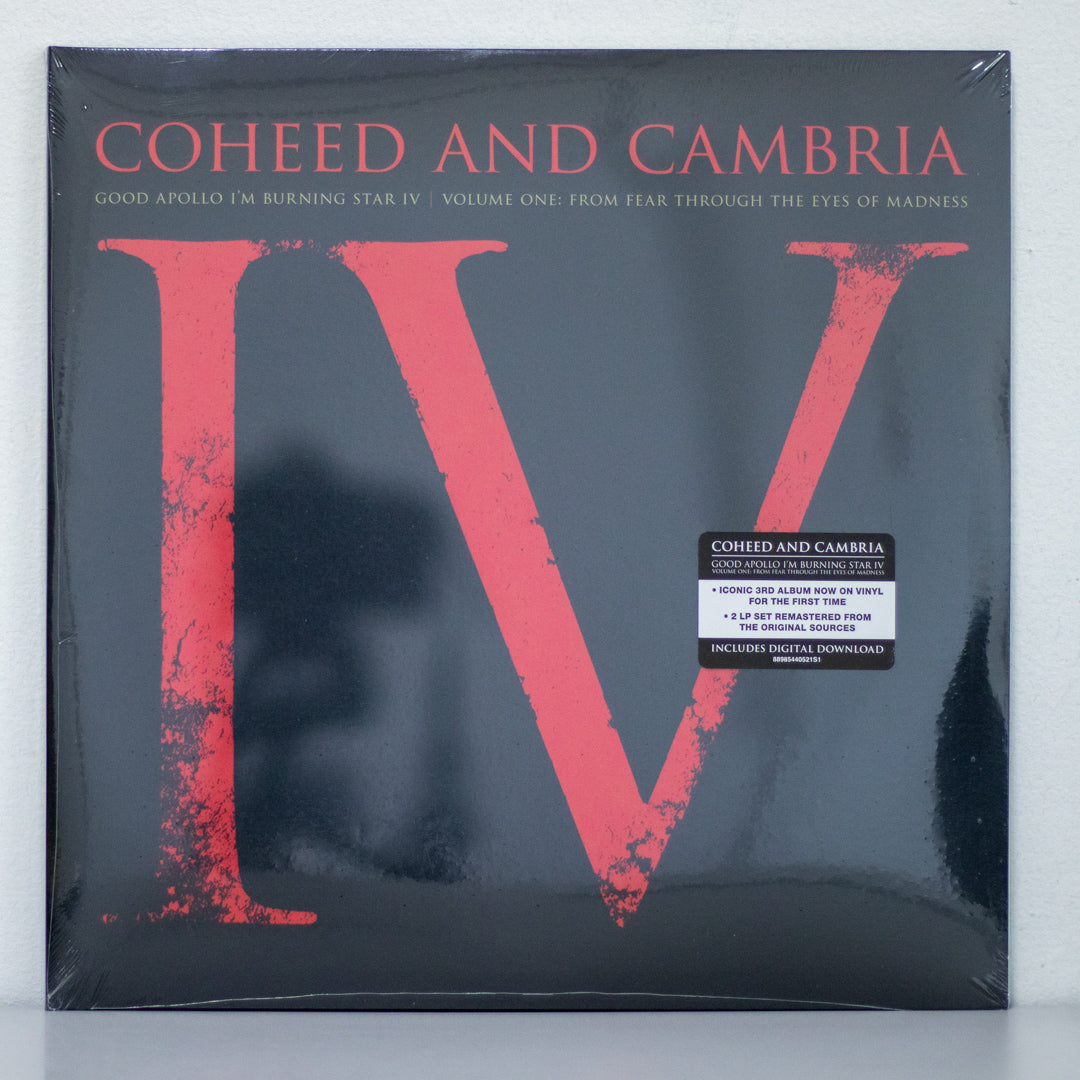 COHEED AND CAMBRIA
GOOD APOLLO I'M BURNING STAR IV | VOLUME ONE: FROM FEAR THROUGH THE EYES OF MADNESS
IV
COHEED AND CAMBRIA
GOOD APOLLO I'M BURNING STAR IV
VOLUME ONE: FROM FEAR THROUGH THE EYES OF MADNESS
• ICONIC 3RD ALBUM NOW ON VINYL
FOR THE FIRST TIME
• 2 LP SET REMASTERED FROM
THE ORIGINAL SOURCES
INCLUDES DIGITAL DOWNLOAD
88985440521S1